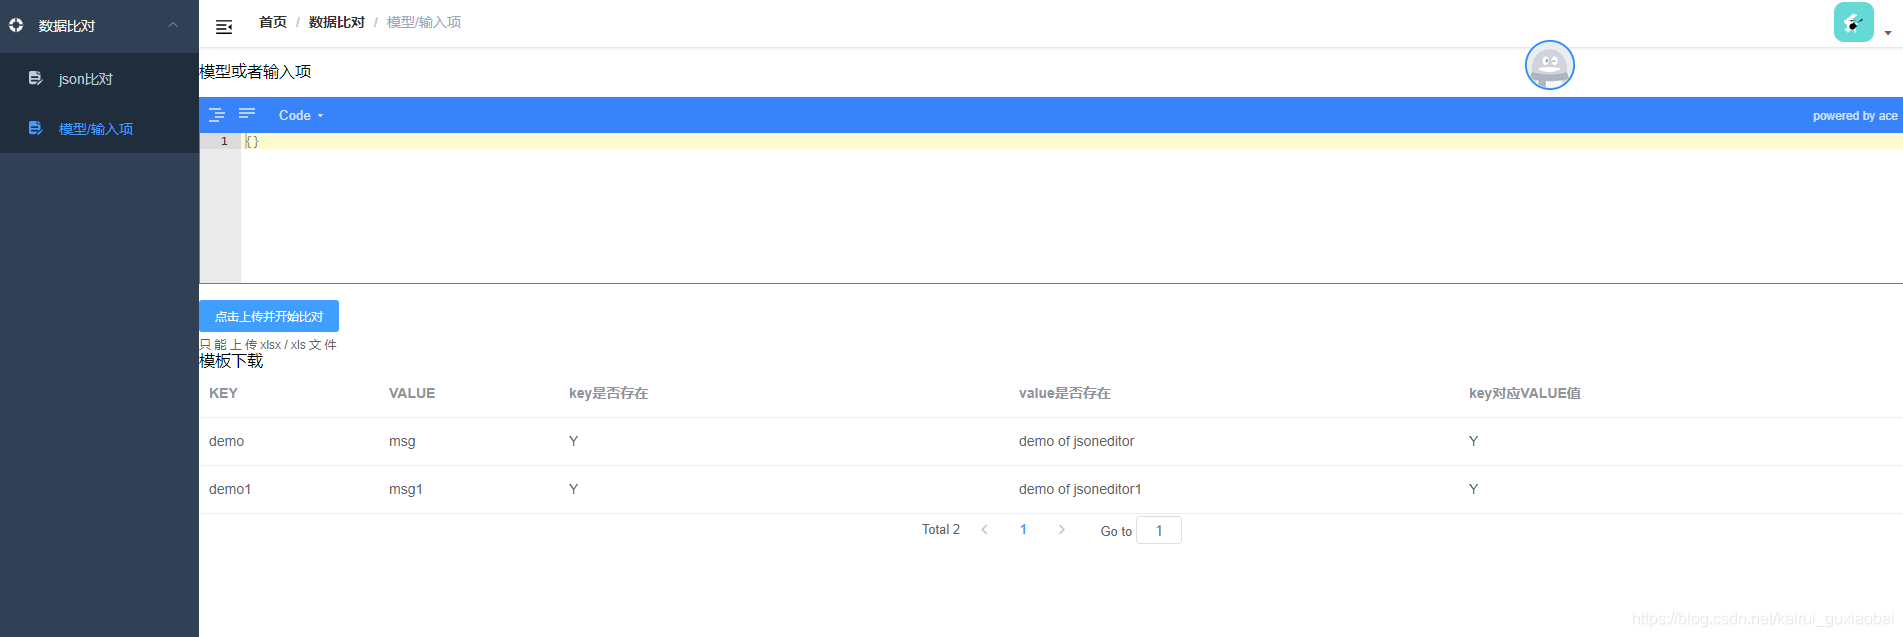 数据比对
json比对
模型/输入项
首页 / 数据比对 / 模型/输入项
模型或者输入项
Code
powered by ace
1 {}
点击上传并开始比对
只能上传xlsx / xls文件
模板下载
KEY VALUE key是否存在 value是否存在 key对应VALUE值
demo msg Y demo of jsoneditor Y
demo1 msg1 Y demo of jsoneditor1 Y
Total 2 1 Go to 1
https://blog.csdn.net/kairui_guxiaobai